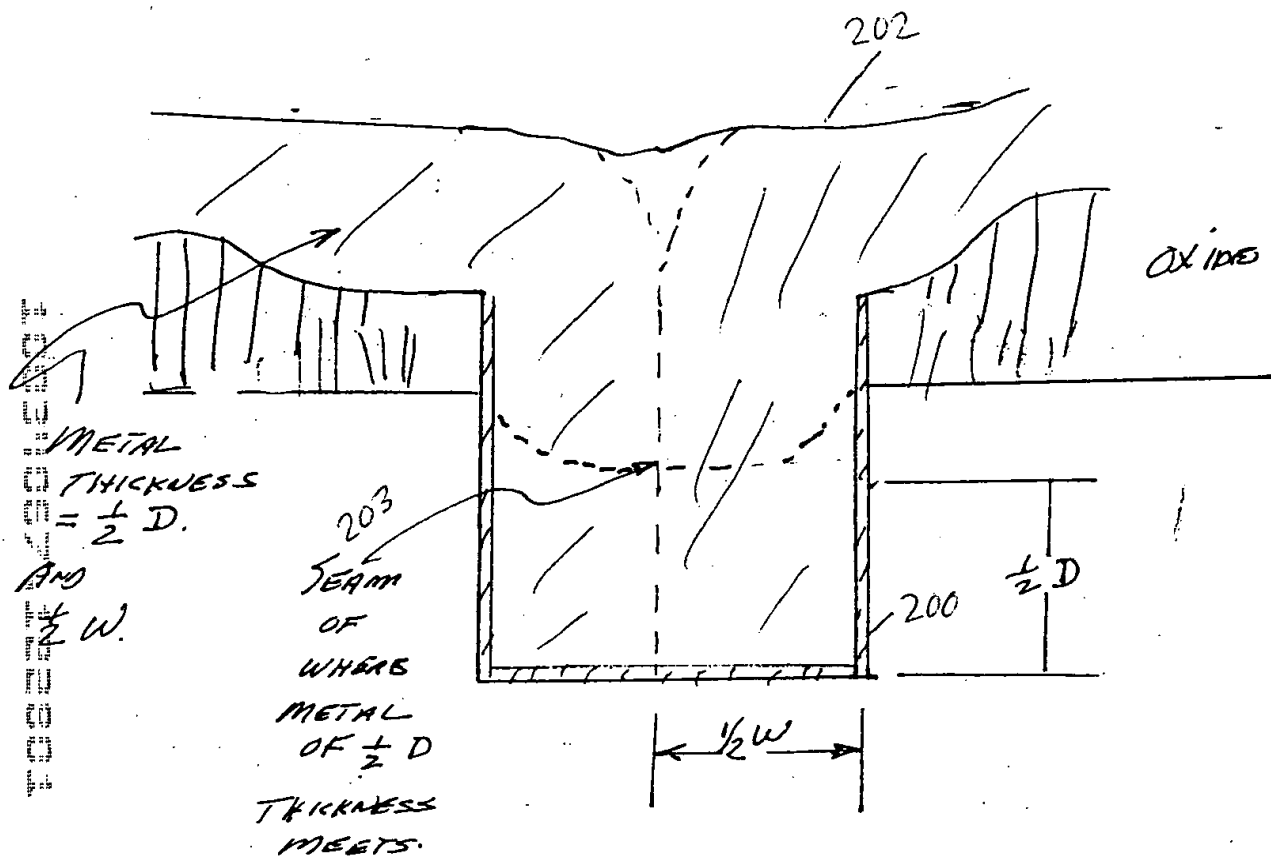 202
OXIDE
METAL
THICKNESS
= 1/2 D.
AND
1/2 W.
203
SEAM
OF
WHERE
METAL
OF 1/2 D
THICKNESS
MEETS.
1/2 D
200
1/2 W